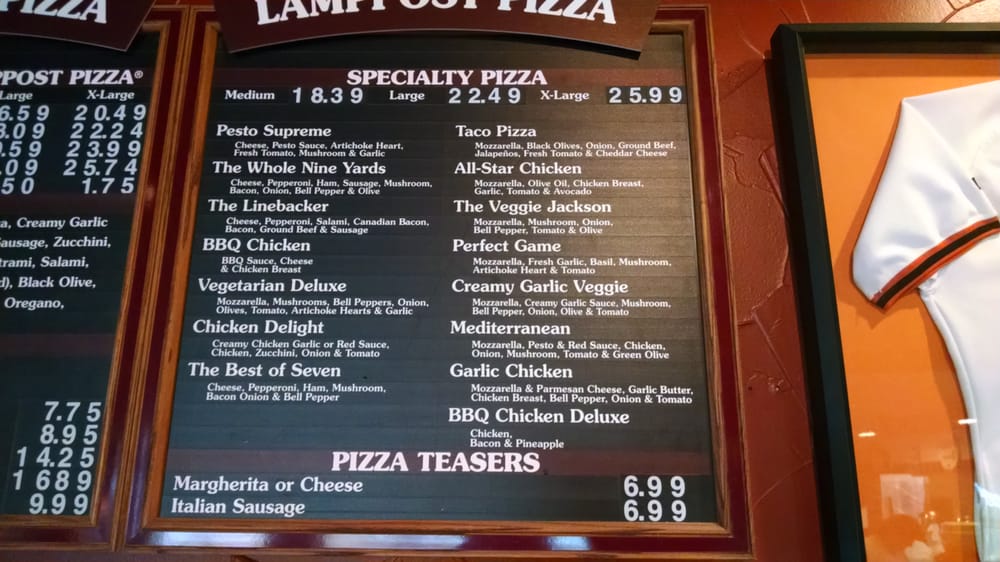 PIZZA
PPOST PIZZA®
Large X-Large
6.59 20.49
3.09 22.24
.59 23.99
.09 25.74
50 1.75
a, Creamy Garlic
Sausage, Zucchini,
trami, Salami,
d), Black Olive,
Oregano,
7.75
8.95
14.25
1689
9.99
LAMPPOST PIZZA
SPECIALTY PIZZA
Medium 18.39 Large 22.49 X-Large 25.99
Pesto Supreme
Cheese, Pesto Sauce, Artichoke Heart,
Fresh Tomato, Mushroom & Garlic
The Whole Nine Yards
Cheese, Pepperoni, Ham, Sausage, Mushroom,
Bacon, Onion, Bell Pepper & Olive
The Linebacker
Cheese, Pepperoni, Salami, Canadian Bacon,
Bacon, Ground Beef & Sausage
BBQ Chicken
BBQ Sauce, Cheese
& Chicken Breast
Vegetarian Deluxe
Mozzarella, Mushrooms, Bell Peppers, Onion,
Olives, Tomato, Artichoke Hearts & Garlic
Chicken Delight
Creamy Chicken Garlic or Red Sauce,
Chicken, Zucchini, Onion & Tomato
The Best of Seven
Cheese, Pepperoni, Ham, Mushroom,
Bacon Onion & Bell Pepper
Taco Pizza
Mozzarella, Black Olives, Onion, Ground Beef,
Jalapeños, Fresh Tomato & Cheddar Cheese
All-Star Chicken
Mozzarella, Olive Oil, Chicken Breast,
Garlic, Tomato & Avocado
The Veggie Jackson
Mozzarella, Mushroom, Onion,
Bell Pepper, Tomato & Olive
Perfect Game
Mozzarella, Fresh Garlic, Basil, Mushroom,
Artichoke Heart & Tomato
Creamy Garlic Veggie
Mozzarella, Creamy Garlic Sauce, Mushroom,
Bell Pepper, Onion, Olive & Tomato
Mediterranean
Mozzarella, Pesto & Red Sauce, Chicken,
Onion, Mushroom, Tomato & Green Olive
Garlic Chicken
Mozzarella & Parmesan Cheese, Garlic Butter,
Chicken Breast, Bell Pepper, Onion & Tomato
BBQ Chicken Deluxe
Chicken,
Bacon & Pineapple
PIZZA TEASERS
Margherita or Cheese 6.99
Italian Sausage 6.99